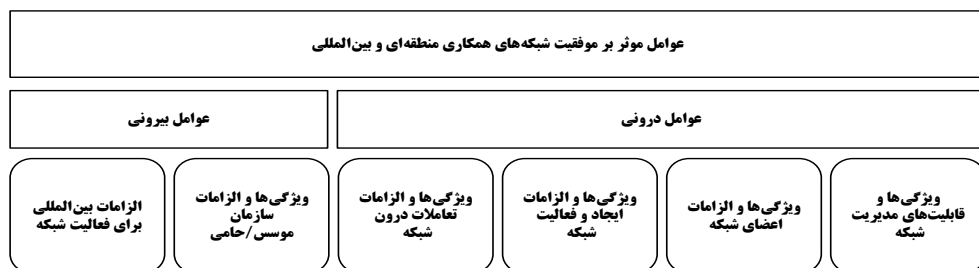 عوامل موثر بر موفقیت شبکه‌های همکاری منطقه‌ای و بین‌المللی
عوامل درونی
عوامل بیرونی
ویژگی‌ها و
قابلیت‌های مدیریت
شبکه
ویژگی‌ها و الزامات
اعضای شبکه
ویژگی‌ها و الزامات
ایجاد و فعالیت
شبکه
ویژگی‌ها و الزامات
تعاملات درون
شبکه
ویژگی‌ها و الزامات
سازمان
موسس/حامی
الزامات بین‌المللی
برای فعالیت شبکه